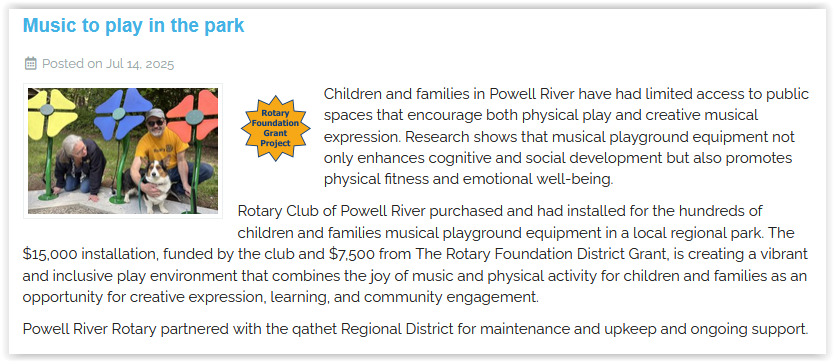 Music to play in the park
Posted on Jul 14, 2025
Rotary
Foundation
Grant
Project
Children and families in Powell River have had limited access to public
spaces that encourage both physical play and creative musical
expression. Research shows that musical playground equipment not
only enhances cognitive and social development but also promotes
physical fitness and emotional well-being.
Rotary Club of Powell River purchased and had installed for the hundreds of
children and families musical playground equipment in a local regional park. The
$15,000 installation, funded by the club and $7,500 from The Rotary Foundation District Grant, is creating a vibrant
and inclusive play environment that combines the joy of music and physical activity for children and families as an
opportunity for creative expression, learning, and community engagement.
Powell River Rotary partnered with the qathet Regional District for maintenance and upkeep and ongoing support.